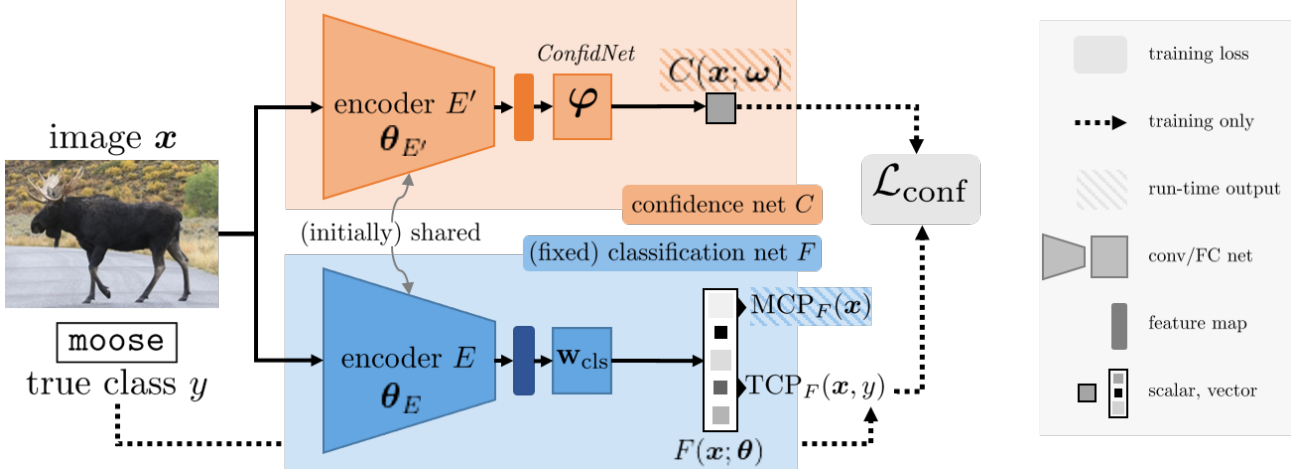 image x
moose
true class y
encoder E′
θ_E′
ConfidNet
φ
C(x; ω)
confidence net C
(initially) shared
(fixed) classification net F
encoder E
θ_E
w_cls
MCP_F(x)
TCP_F(x, y)
F(x; θ)
ℒ_conf
training loss
training only
run-time output
conv/FC net
feature map
scalar, vector